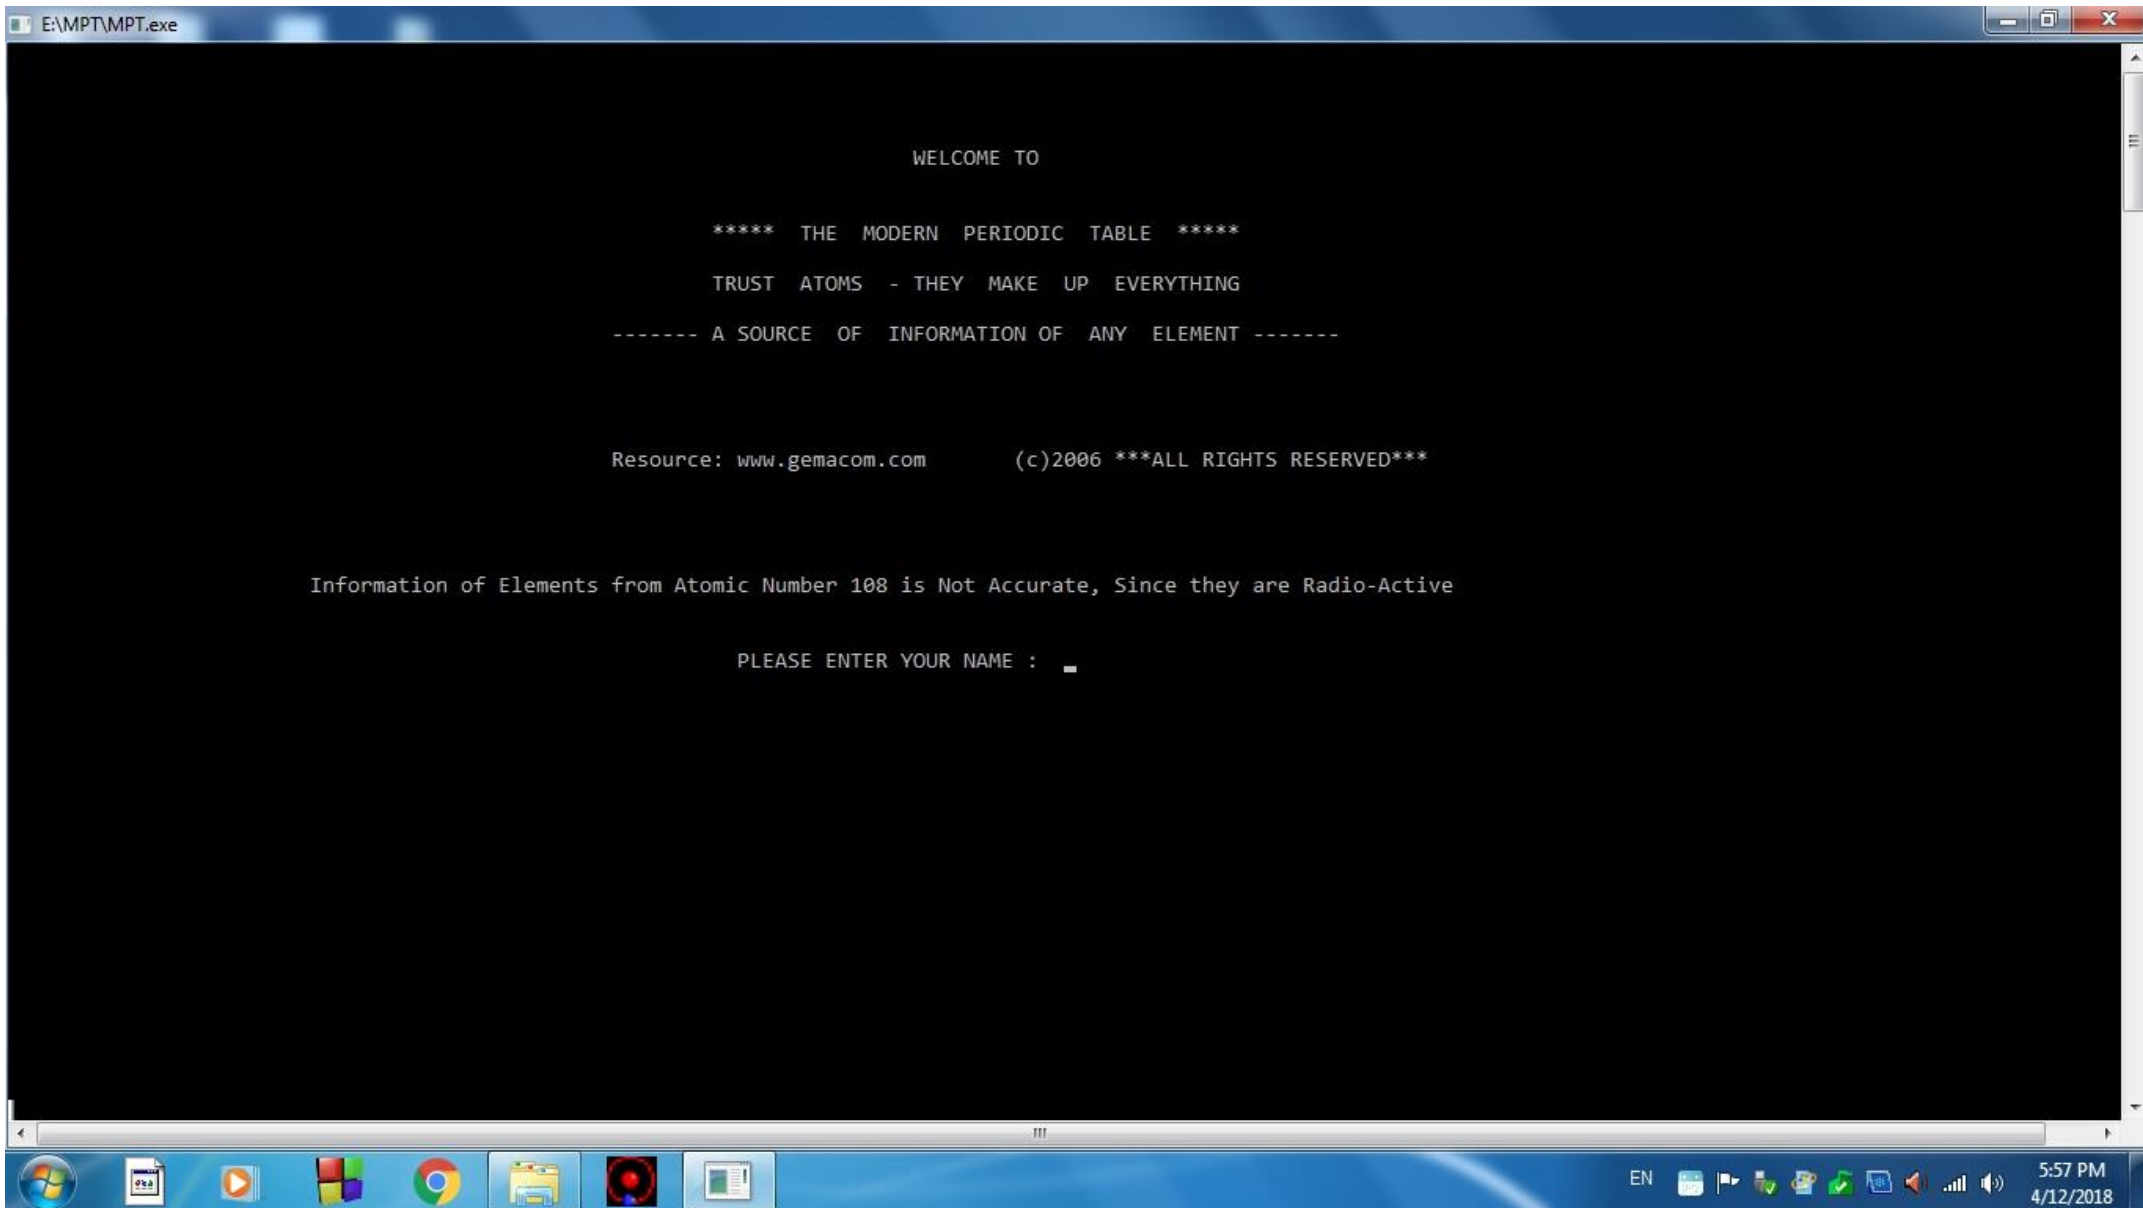 E:\MPT\MPT.exe
WELCOME TO
***** THE MODERN PERIODIC TABLE *****
TRUST ATOMS - THEY MAKE UP EVERYTHING
------- A SOURCE OF INFORMATION OF ANY ELEMENT -------
Resource: www.gemacom.com (c)2006 ***ALL RIGHTS RESERVED***
Information of Elements from Atomic Number 108 is Not Accurate, Since they are Radio-Active
PLEASE ENTER YOUR NAME : _
EN
5:57 PM
4/12/2018